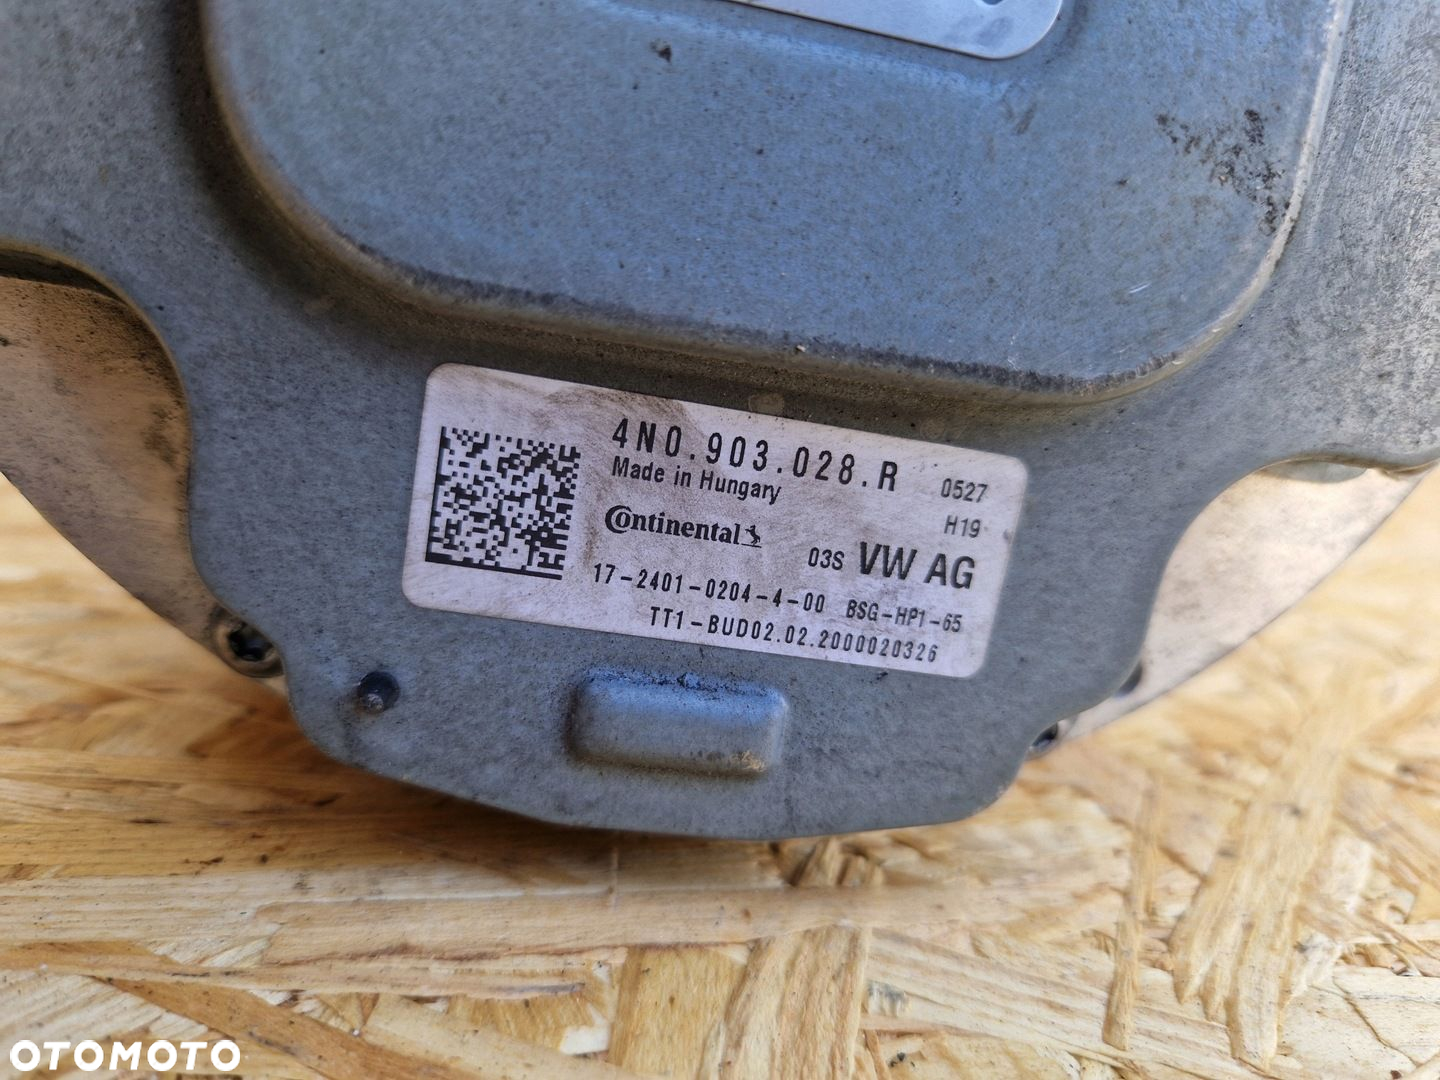 4N0.903.028.R 0527
Made in Hungary H19
Continental 03S VW AG
17-2401-0204-4-00 BSG-HP1-65
TT1-BUD02.02.2000020326
OTOMOTO